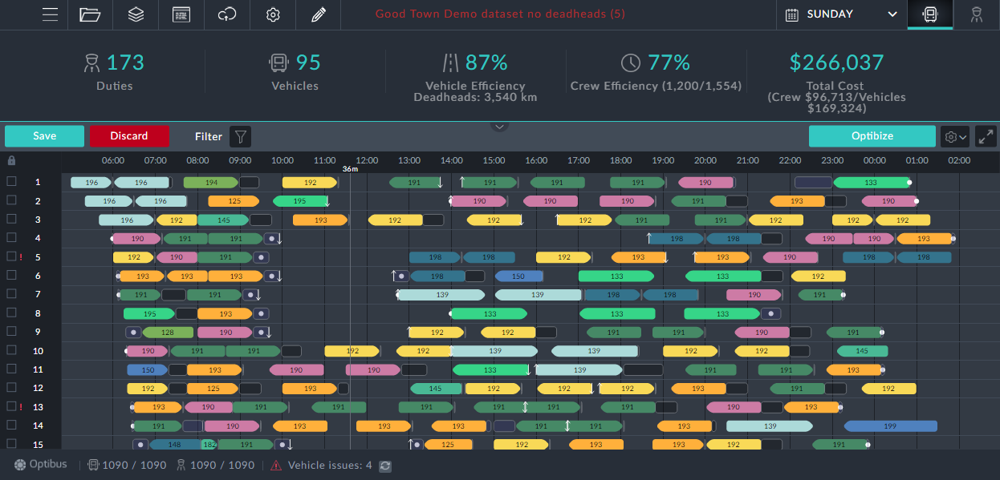 Good Town Demo dataset no deadheads (5)
SUNDAY
173
Duties
95
Vehicles
87%
Vehicle Efficiency
Deadheads: 3,540 km
77%
Crew Efficiency (1,200/1,554)
$266,037
Total Cost
(Crew $96,713/Vehicles
$169,324)
Save
Discard
Filter
Optibize
06:00 07:00 08:00 09:00 10:00 11:00 12:00 13:00 14:00 15:00 16:00 17:00 18:00 19:00 20:00 21:00 22:00 23:00 00:00 01:00 02:00
36m
1 196 196 194 192 191 191 191 191 190 133
2 196 196 125 195 190 190 190 191 193 190
3 196 192 145 193 192 192 192 191 191 192 192 192
4 190 191 191 198 198 190 190 193
! 5 192 190 191 198 198 192 193 193 190 198 198
6 193 193 193 198 150 133 133 192
7 191 191 139 139 198 198 190 191
8 195 193 133 133 133
9 128 190 192 192 191 191 190 191
10 190 191 191 192 192 139 139 192 192 145
11 150 193 190 190 133 139 191 191 193
12 192 125 193 145 192 192 192 193 191 192
! 13 193 190 191 191 191 191 191 191 190 193
14 191 190 193 193 193 191 191 193 139 199
15 148 182 191 125 192 193 193 192 191
Optibus 1090 / 1090 1090 / 1090 Vehicle issues: 4